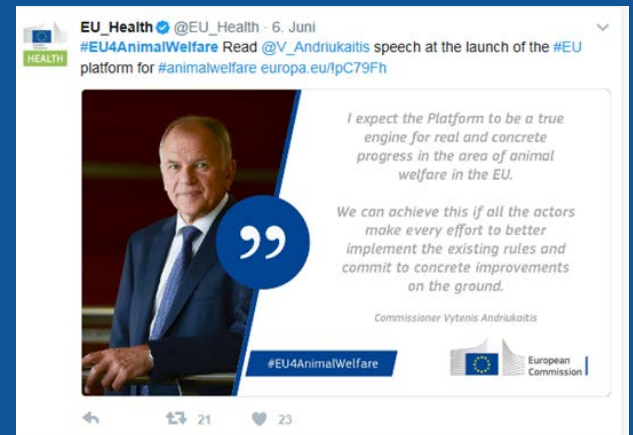 EU_Health @EU_Health · 6. Juni
#EU4AnimalWelfare Read @V_Andriukaitis speech at the launch of the #EU
platform for #animalwelfare europa.eu/!pC79Fh
HEALTH
I expect the Platform to be a true
engine for real and concrete
progress in the area of animal
welfare in the EU.
We can achieve this if all the actors
make every effort to better
implement the existing rules and
commit to concrete improvements
on the ground.
Commissioner Vytenis Andriukaitis
#EU4AnimalWelfare
European
Commission
21 23